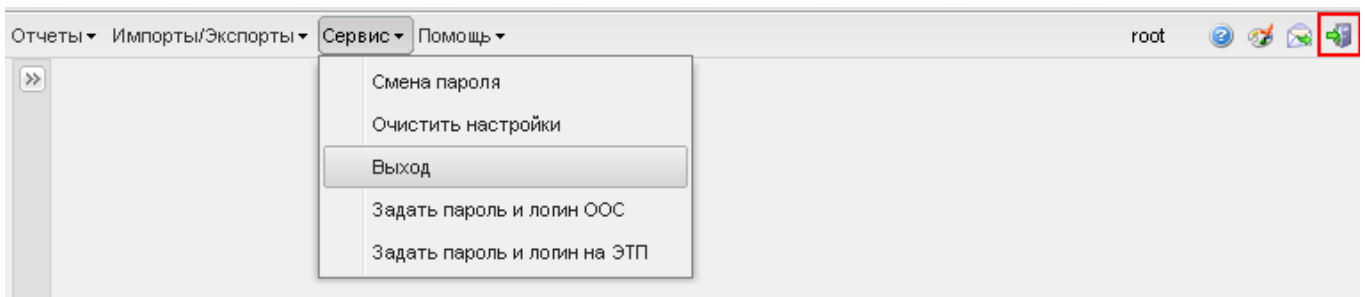 Отчеты Импорты/Экспорты Сервис Помощь root
Смена пароля
Очистить настройки
Выход
Задать пароль и логин ООС
Задать пароль и логин на ЭТП